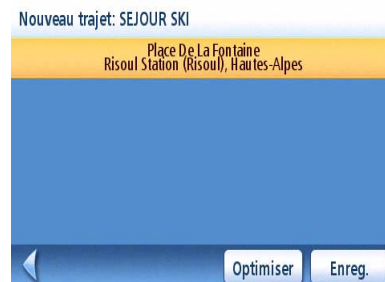 Nouveau trajet: SEJOUR SKI
Place De La Fontaine
Risoul Station (Risoul), Hautes-Alpes
Optimiser
Enreg.